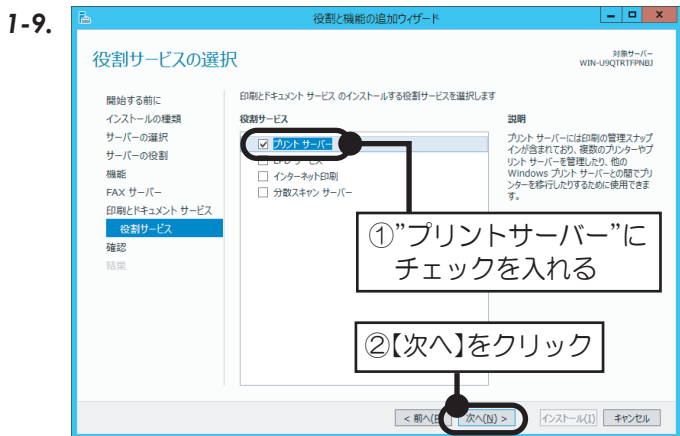 1-9.
役割と機能の追加ウィザード
役割サービスの選択
対象サーバー
WIN-U9QTRTFPNBJ
開始する前に
インストールの種類
サーバーの選択
サーバーの役割
機能
FAX サーバー
印刷とドキュメント サービス
役割サービス
確認
結果
印刷とドキュメント サービス のインストールする役割サービスを選択します
役割サービス
プリント サーバー
インターネット印刷
分散スキャン サーバー
説明
プリント サーバーには印刷の管理スナップ
インが含まれており、複数のプリンターやプ
リント サーバーを管理したり、他の
Windows プリント サーバーとの間でプリ
ンターを移行したりするために使用できま
す。
①”プリントサーバー”に
チェックを入れる
②【次へ】をクリック
< 前へ(P
次へ(N) >
インストール(I)
キャンセル